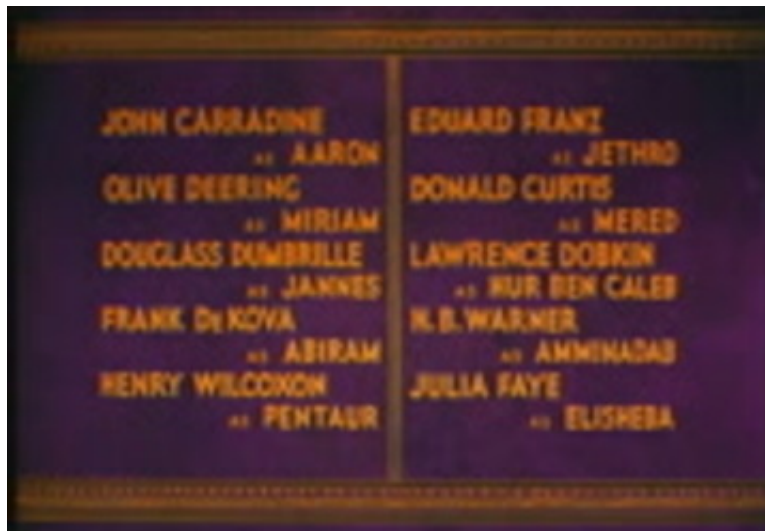 JOHN CARRADINE
AS AARON
OLIVE DEERING
AS MIRIAM
DOUGLASS DUMBRILLE
AS JANNES
FRANK DeKOVA
AS ABIRAM
HENRY WILCOXON
AS PENTAUR
EDUARD FRANZ
AS JETHRO
DONALD CURTIS
AS MERED
LAWRENCE DOBKIN
AS HUR BEN CALEB
H.B. WARNER
AS AMMINADAB
JULIA FAYE
AS ELISHEBA